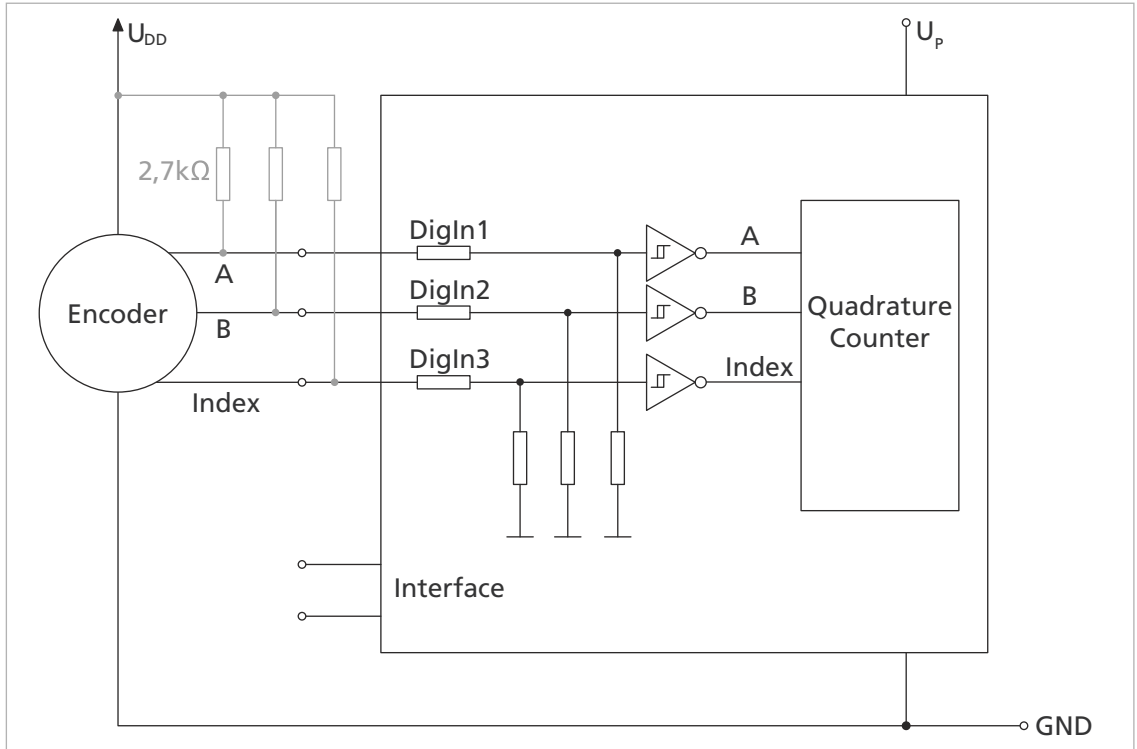 U_DD
U_P
2,7kΩ
DigIn1
A
A
DigIn2
B
B
Encoder
Quadrature
Counter
DigIn3
Index
Index
Interface
GND